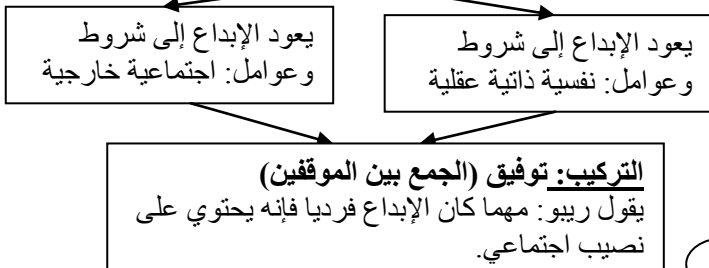 يعود الإبداع إلى شروط
وعوامل: نفسية ذاتية عقلية
يعود الإبداع إلى شروط
وعوامل: اجتماعية خارجية
التركيب: توفيق (الجمع بين الموقفين)
يقول ريبو: مهما كان الإبداع فرديا فإنه يحتوي على
نصيب اجتماعي.